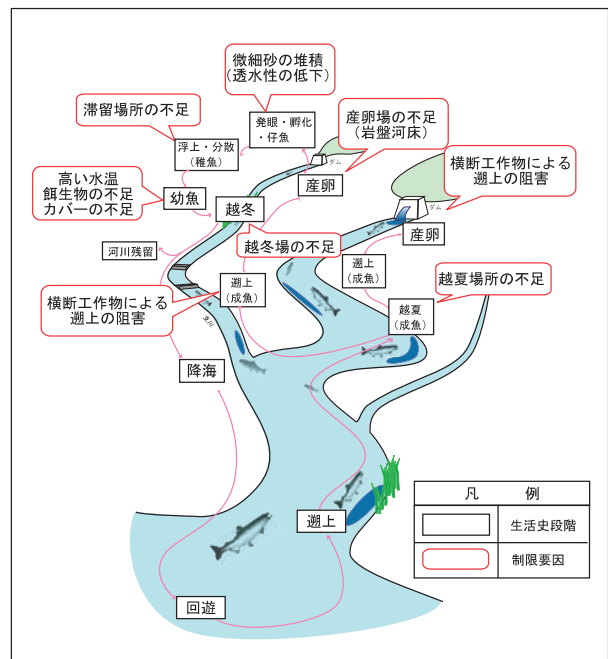 微細砂の堆積
(透水性の低下)
滞留場所の不足
発眼・孵化
・仔魚
産卵場の不足
(岩盤河床)
浮上・分散
(稚魚)
横断工作物による
遡上の阻害
高い水温
餌生物の不足
カバーの不足
幼魚
ダム
産卵
越冬
ダム
産卵
河川残留
越冬場の不足
遡上
(成魚)
遡上
(成魚)
越夏場所の不足
横断工作物による
遡上の阻害
支川
越夏
(成魚)
降海
遡上
回遊
凡 例
生活史段階
制限要因